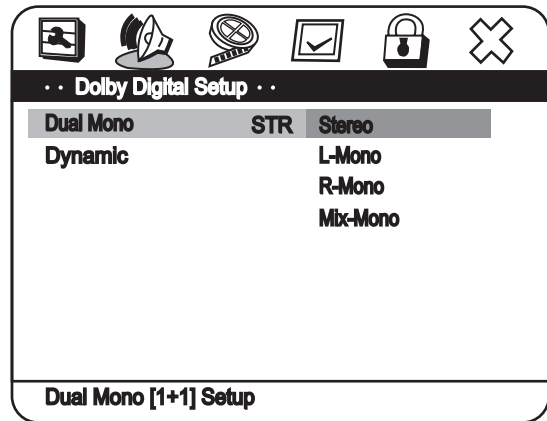 ·· Dolby Digital Setup ··
Dual Mono STR Stereo
Dynamic L-Mono
R-Mono
Mix-Mono
Dual Mono [1+1] Setup